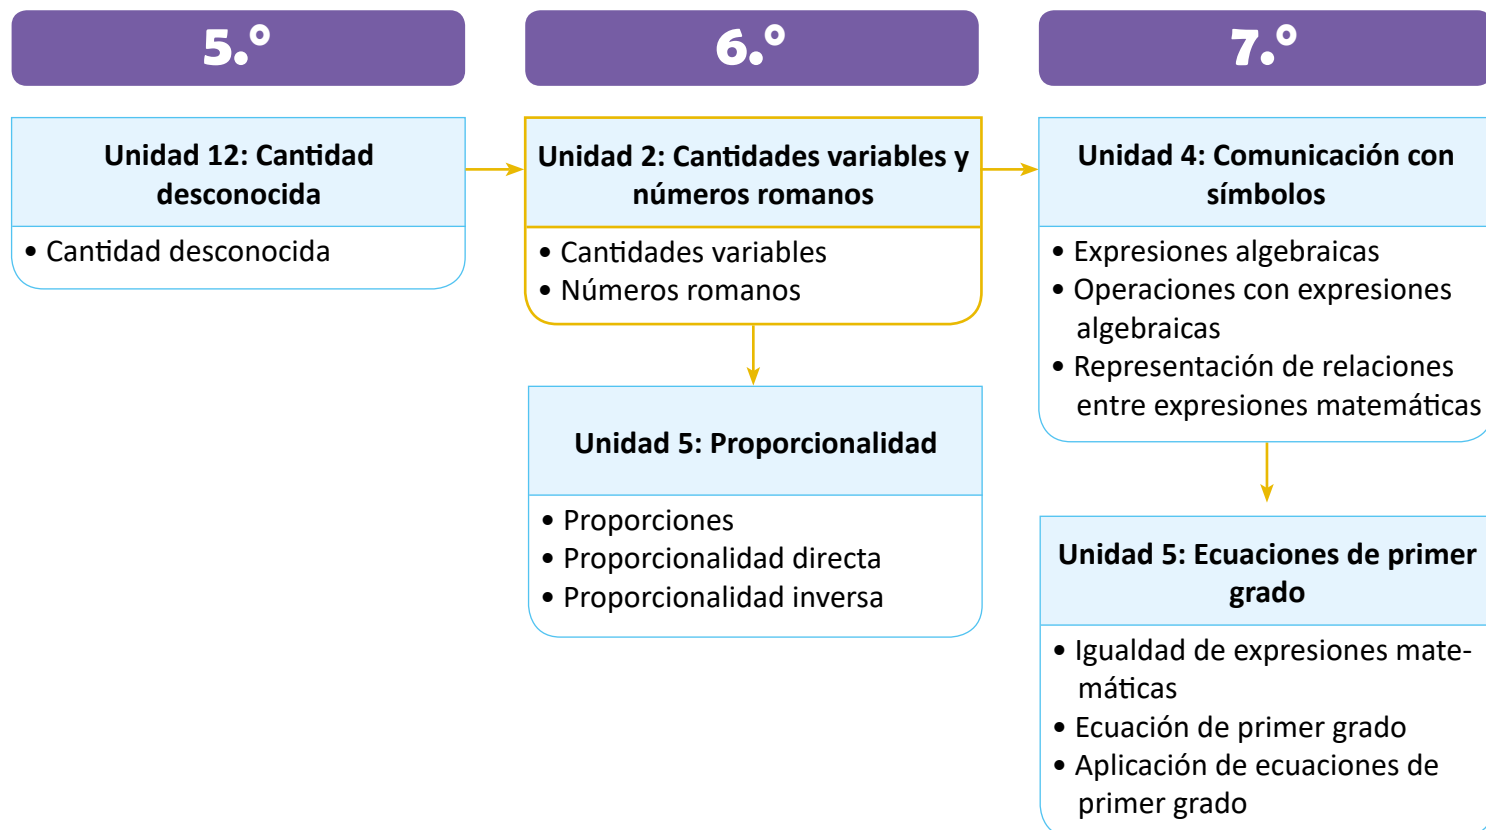 5.º
6.º
7.º
Unidad 12: Cantidad
desconocida
• Cantidad desconocida
Unidad 2: Cantidades variables y
números romanos
• Cantidades variables
• Números romanos
Unidad 5: Proporcionalidad
• Proporciones
• Proporcionalidad directa
• Proporcionalidad inversa
Unidad 4: Comunicación con
símbolos
• Expresiones algebraicas
• Operaciones con expresiones
algebraicas
• Representación de relaciones
entre expresiones matemáticas
Unidad 5: Ecuaciones de primer
grado
• Igualdad de expresiones mate-
máticas
• Ecuación de primer grado
• Aplicación de ecuaciones de
primer grado